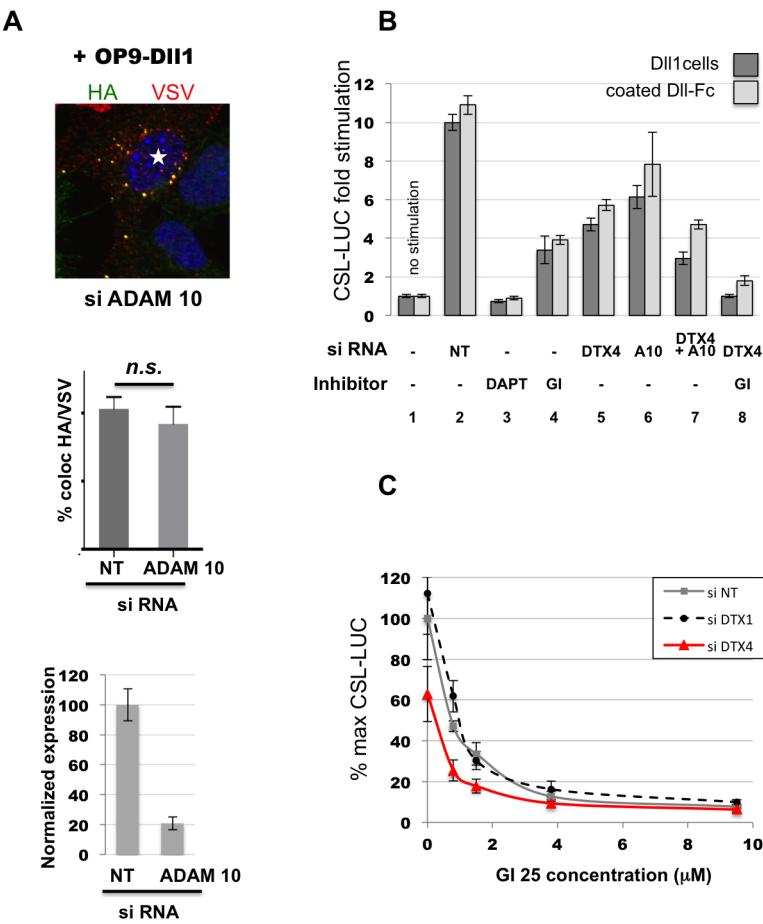 A
+ OP9-Dll1
HA VSV
si ADAM 10
n.s.
% coloc HA/VSV
NT ADAM 10
si RNA
Normalized expression
120
100
80
60
40
20
0
NT ADAM 10
si RNA
B
Dll1cells
coated Dll-Fc
CSL-LUC fold stimulation
12
10
8
6
4
2
0
no stimulation
si RNA - NT - - DTX4 A10 DTX4 + A10 DTX4
Inhibitor - - DAPT GI - - - GI
1 2 3 4 5 6 7 8
C
% max CSL-LUC
120
100
80
60
40
20
0
si NT
si DTX1
si DTX4
0 2 4 6 8 10
GI 25 concentration (µM)